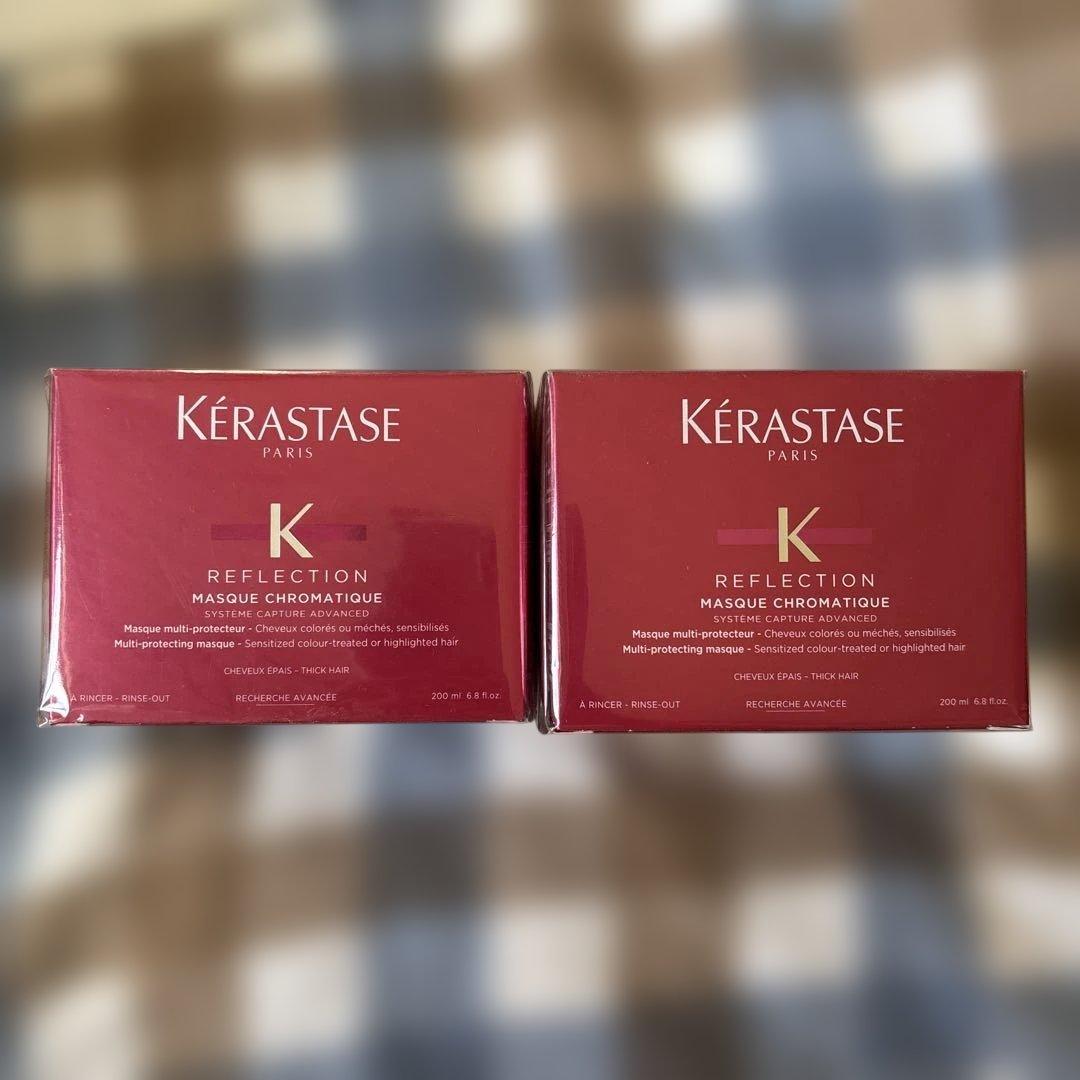 KÉRASTASE
PARIS
K
REFLECTION
MASQUE CHROMATIQUE
SYSTÈME CAPTURE ADVANCED
Masque multi-protecteur - Cheveux colorés ou méchés, sensibilisés
Multi-protecting masque - Sensitized colour-treated or highlighted hair
CHEVEUX ÉPAIS - THICK HAIR
À RINCER - RINSE-OUT RECHERCHE AVANCÉE 200 ml 6.8 fl.oz.
KÉRASTASE
PARIS
K
REFLECTION
MASQUE CHROMATIQUE
SYSTÈME CAPTURE ADVANCED
Masque multi-protecteur - Cheveux colorés ou méchés, sensibilisés
Multi-protecting masque - Sensitized colour-treated or highlighted hair
CHEVEUX ÉPAIS - THICK HAIR
À RINCER - RINSE-OUT RECHERCHE AVANCÉE 200 ml 6.8 fl.oz.